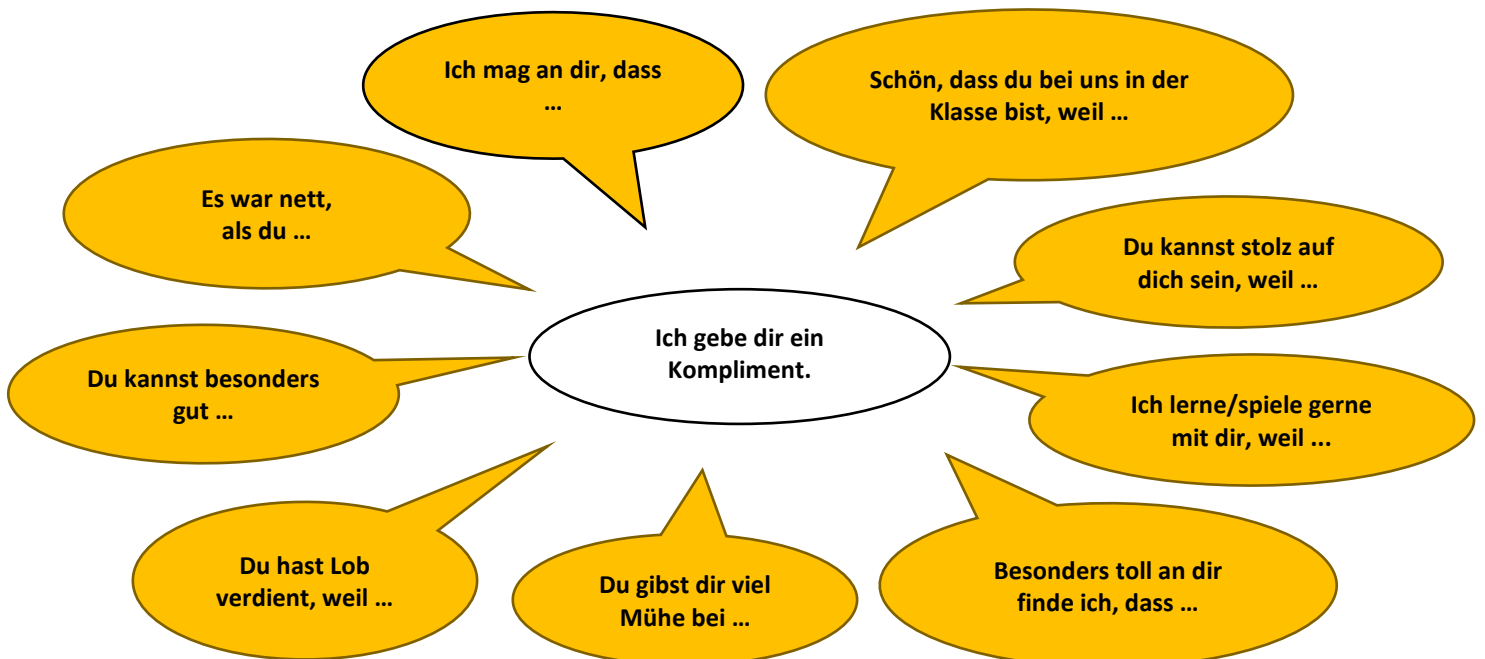 Ich mag an dir, dass
…
Schön, dass du bei uns in der
Klasse bist, weil …
Es war nett,
als du …
Du kannst stolz auf
dich sein, weil …
Ich gebe dir ein
Kompliment.
Du kannst besonders
gut …
Ich lerne/spiele gerne
mit dir, weil ...
Du hast Lob
verdient, weil …
Du gibst dir viel
Mühe bei …
Besonders toll an dir
finde ich, dass …